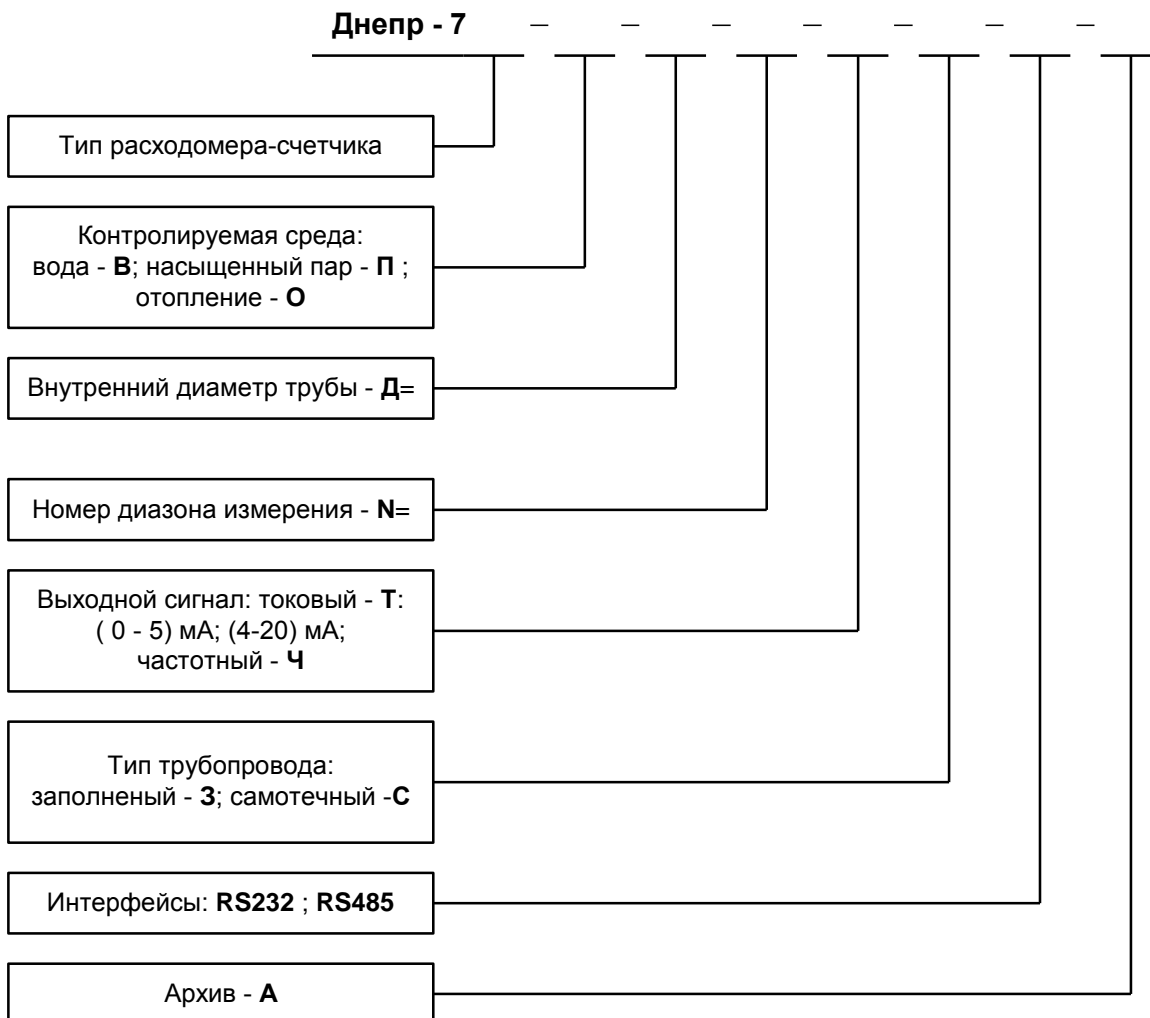 Днепр - 7 – – – – – – –
Тип расходомера-счетчика
Контролируемая среда:
вода - В; насыщенный пар - П ;
отопление - О
Внутренний диаметр трубы - Д=
Номер диазона измерения - N=
Выходной сигнал: токовый - Т:
( 0 - 5) мА; (4-20) мА;
частотный - Ч
Тип трубопровода:
заполненый - З; самотечный -С
Интерфейсы: RS232 ; RS485
Архив - А